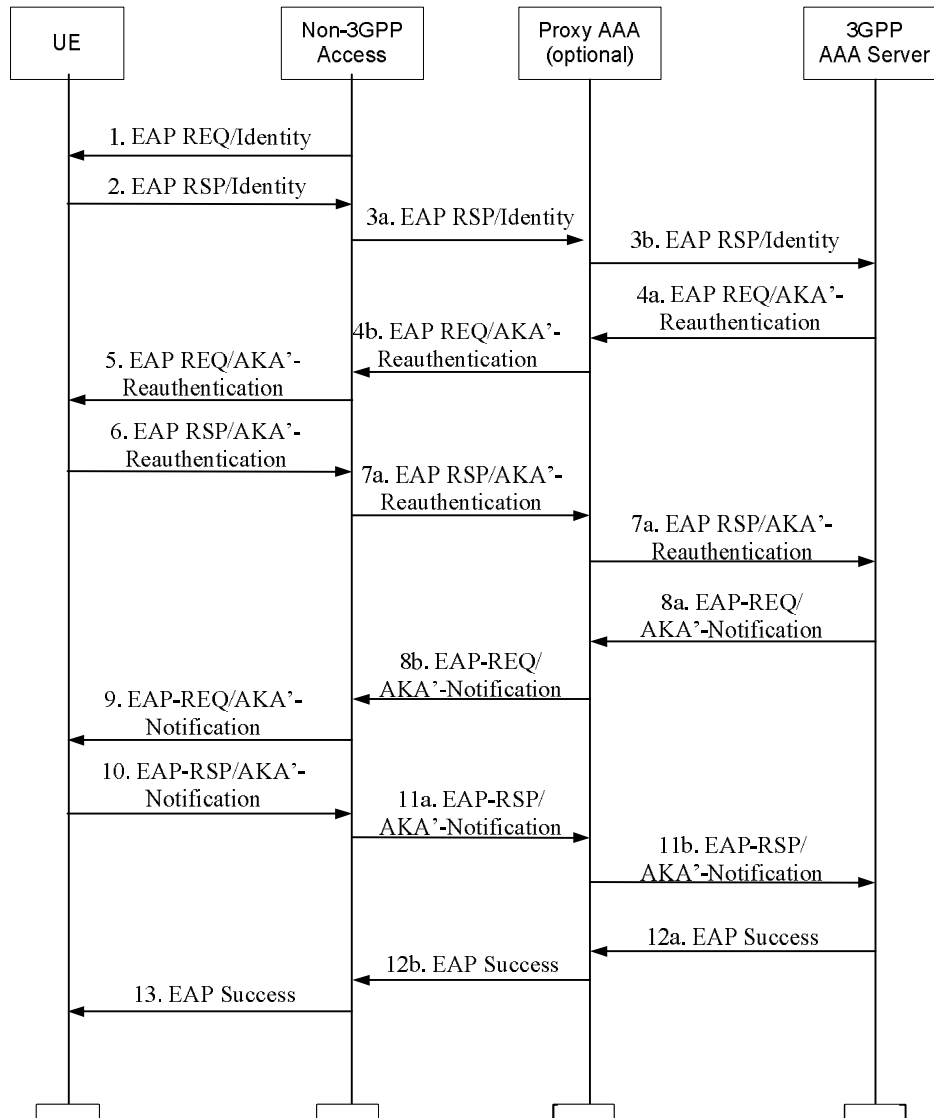 UE
Non-3GPP
Access
Proxy AAA
(optional)
3GPP
AAA Server
1. EAP REQ/Identity
2. EAP RSP/Identity
3a. EAP RSP/Identity
3b. EAP RSP/Identity
4a. EAP REQ/AKA’-
Reauthentication
4b. EAP REQ/AKA’-
Reauthentication
5. EAP REQ/AKA’-
Reauthentication
6. EAP RSP/AKA’-
Reauthentication
7a. EAP RSP/AKA’-
Reauthentication
7a. EAP RSP/AKA’-
Reauthentication
8a. EAP-REQ/
AKA’-Notification
8b. EAP-REQ/
AKA’-Notification
9. EAP-REQ/AKA’-
Notification
10. EAP-RSP/AKA’-
Notification
11a. EAP-RSP/
AKA’-Notification
11b. EAP-RSP/
AKA’-Notification
12a. EAP Success
12b. EAP Success
13. EAP Success